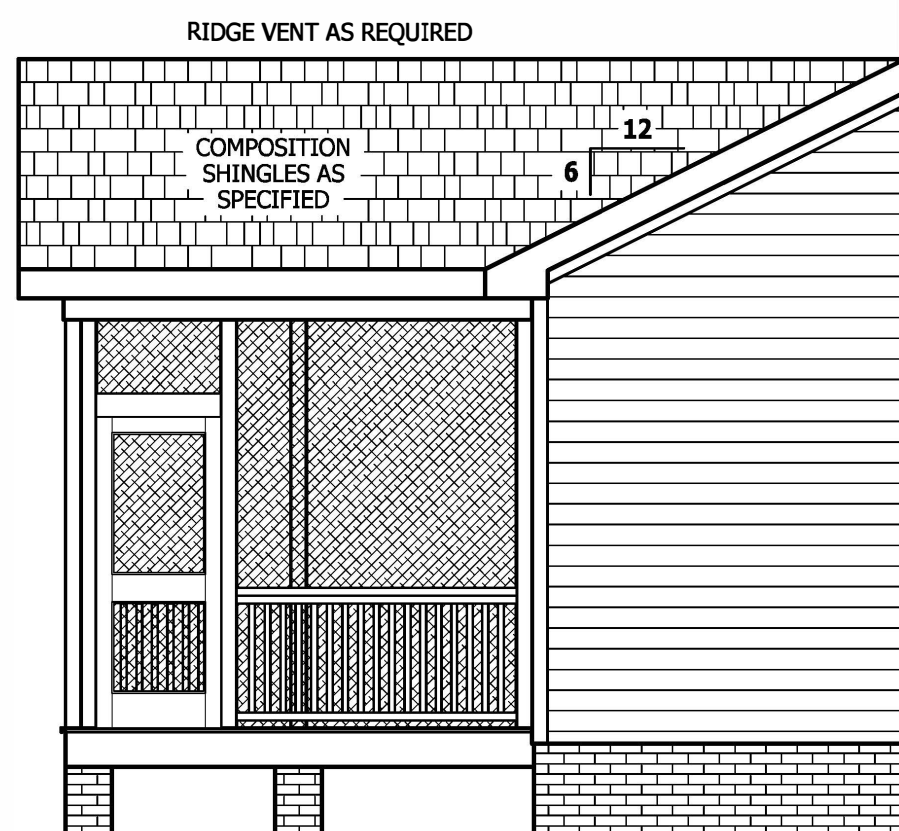 RIDGE VENT AS REQUIRED
12
COMPOSITION
SHINGLES AS
SPECIFIED
6